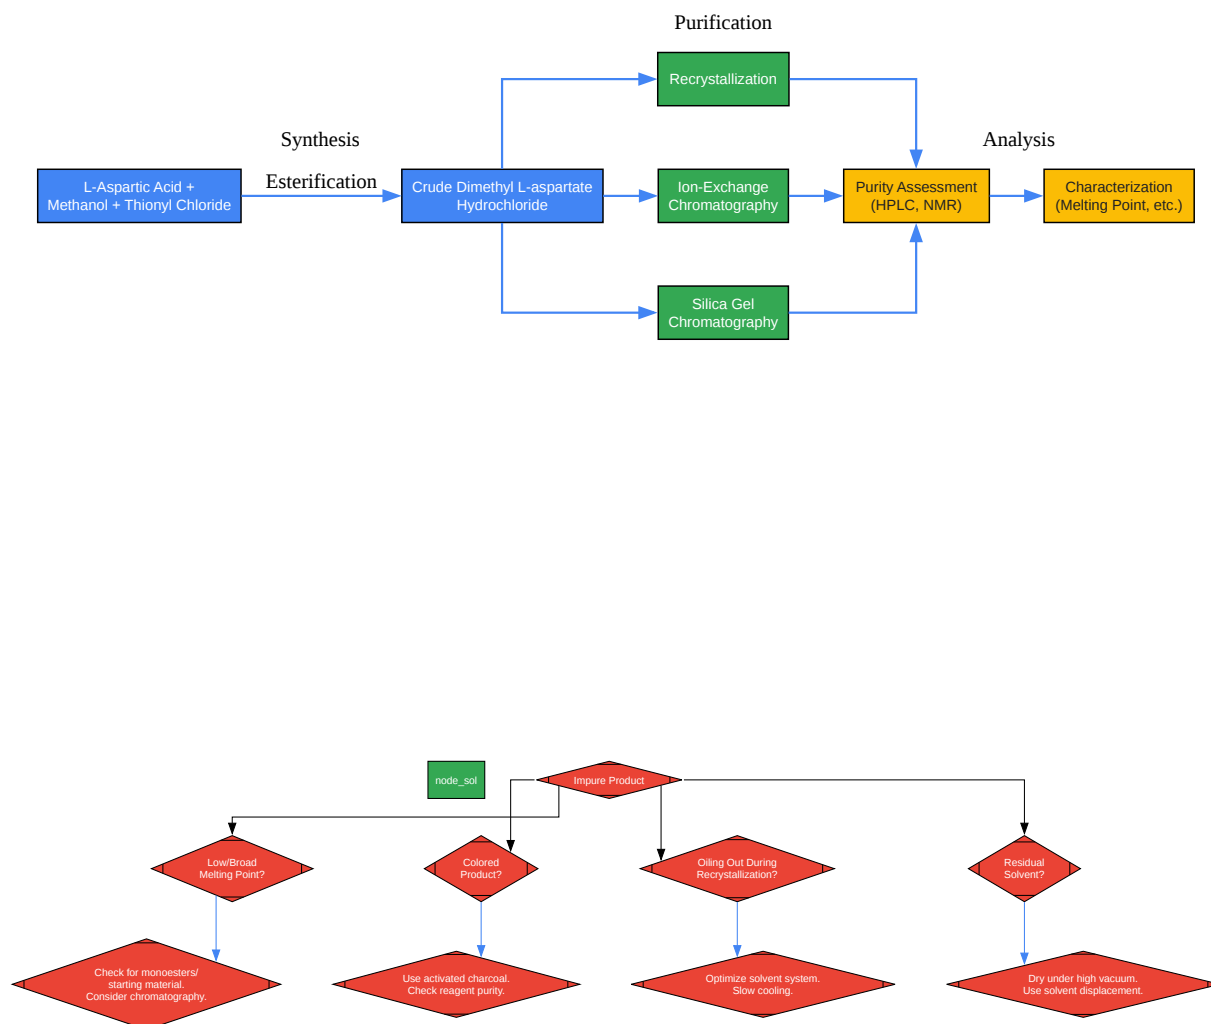 Purification
Recrystallization
Synthesis
Analysis
Esterification
L-Aspartic Acid +
Methanol + Thionyl Chloride
Crude Dimethyl L-aspartate
Hydrochloride
Ion-Exchange
Chromatography
Purity Assessment
(HPLC, NMR)
Characterization
(Melting Point, etc.)
Silica Gel
Chromatography
node_sol
Impure Product
Low/Broad
Melting Point?
Colored
Product?
Oiling Out During
Recrystallization?
Residual
Solvent?
Check for monoesters/
starting material.
Consider chromatography.
Use activated charcoal.
Check reagent purity.
Optimize solvent system.
Slow cooling.
Dry under high vacuum.
Use solvent displacement.